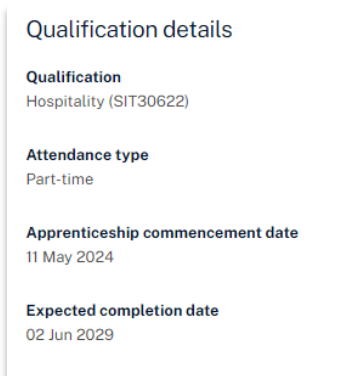 Qualification details
Qualification
Hospitality (SIT30622)
Attendance type
Part-time
Apprenticeship commencement date
11 May 2024
Expected completion date
02 Jun 2029